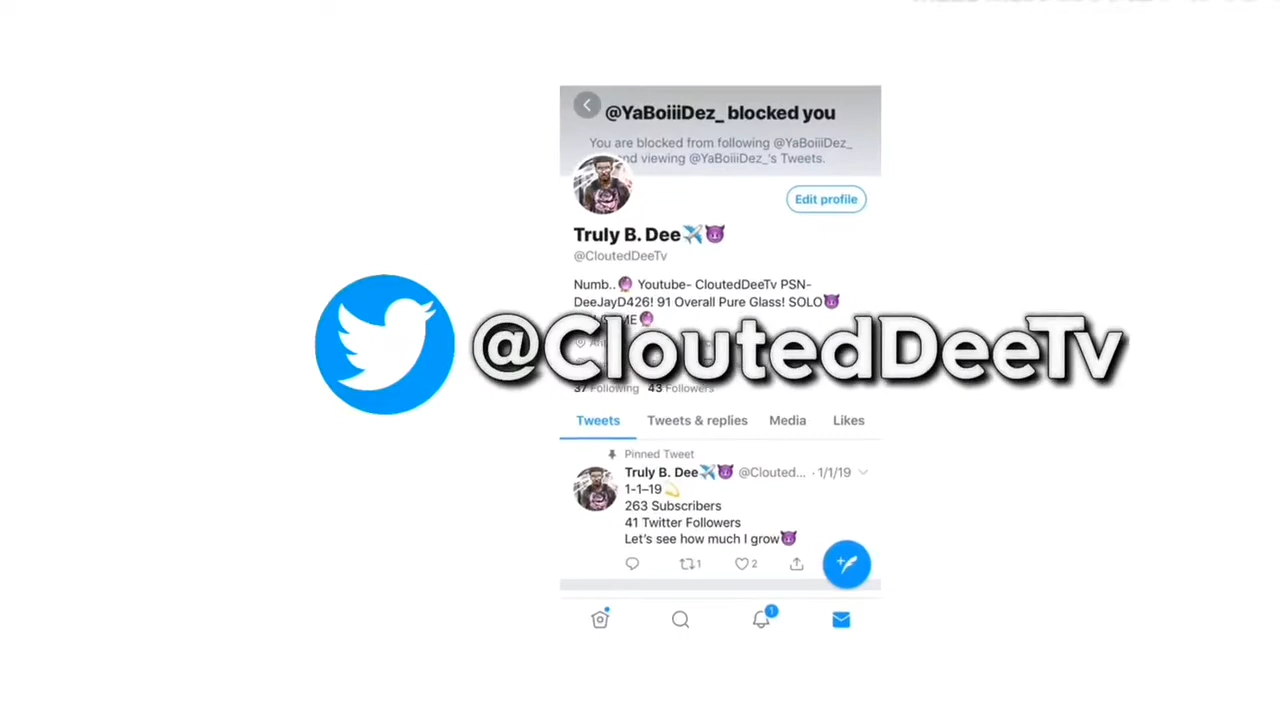 @YaBoiiiDez_ blocked you
You are blocked from following @YaBoiiiDez_
and viewing @YaBoiiiDez_'s Tweets.
Edit profile
Truly B. Dee✈️😈
@CloutedDeeTv
Numb..🔮 Youtube- CloutedDeeTv PSN-
DeeJayD426! 91 Overall Pure Glass! SOLO😈
ME🔮
@CloutedDeeTv
37 Following 43 Followers
Tweets Tweets & replies Media Likes
Pinned Tweet
Truly B. Dee✈️😈 @Clouted... · 1/1/19
1-1–19💫
263 Subscribers
41 Twitter Followers
Let's see how much I grow😈
1 2
1